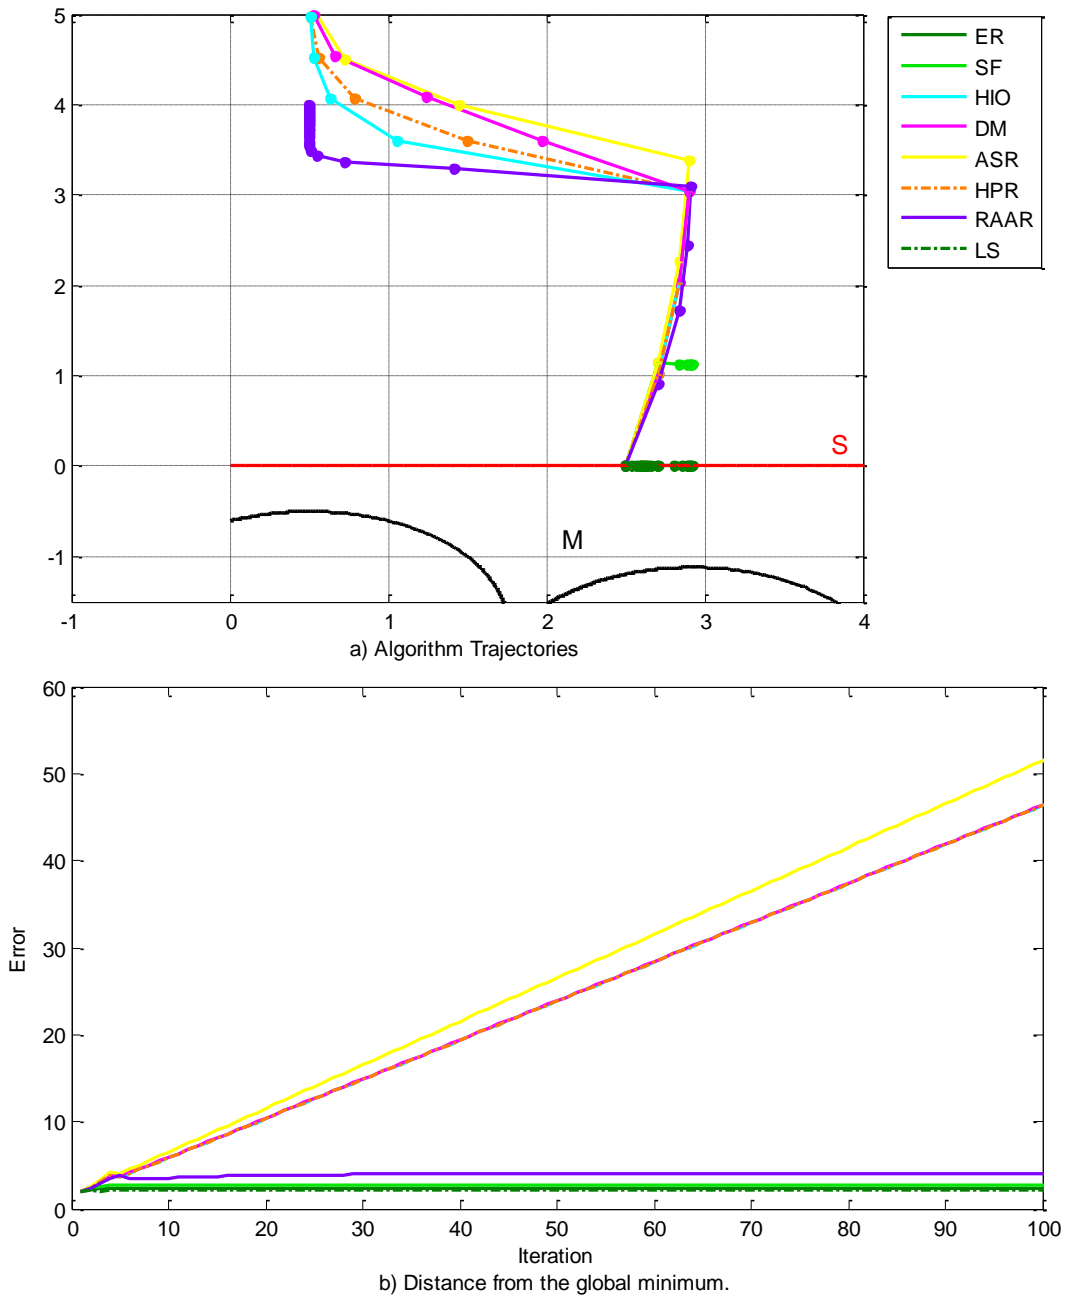 5
4
3
2
1
0
-1
-1
0
1
2
3
4
S
M
ER
SF
HIO
DM
ASR
HPR
RAAR
LS
a) Algorithm Trajectories
60
50
40
30
20
10
0
Error
0
10
20
30
40
50
60
70
80
90
100
Iteration
b) Distance from the global minimum.